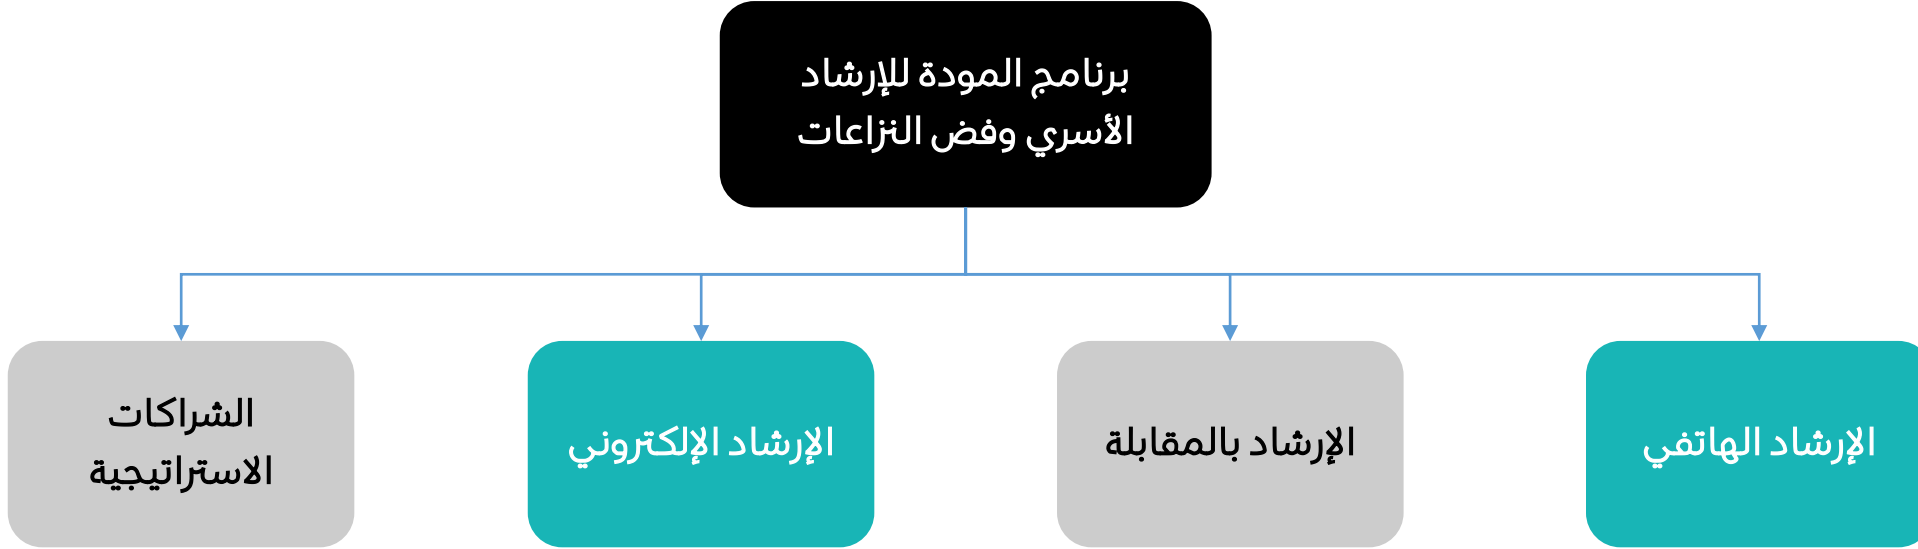 برنامج المودة للإرشاد
الأسري وفض النزاعات
الإرشاد الهاتفي
الإرشاد بالمقابلة
الإرشاد الإلكتروني
الشراكات
الاستراتيجية